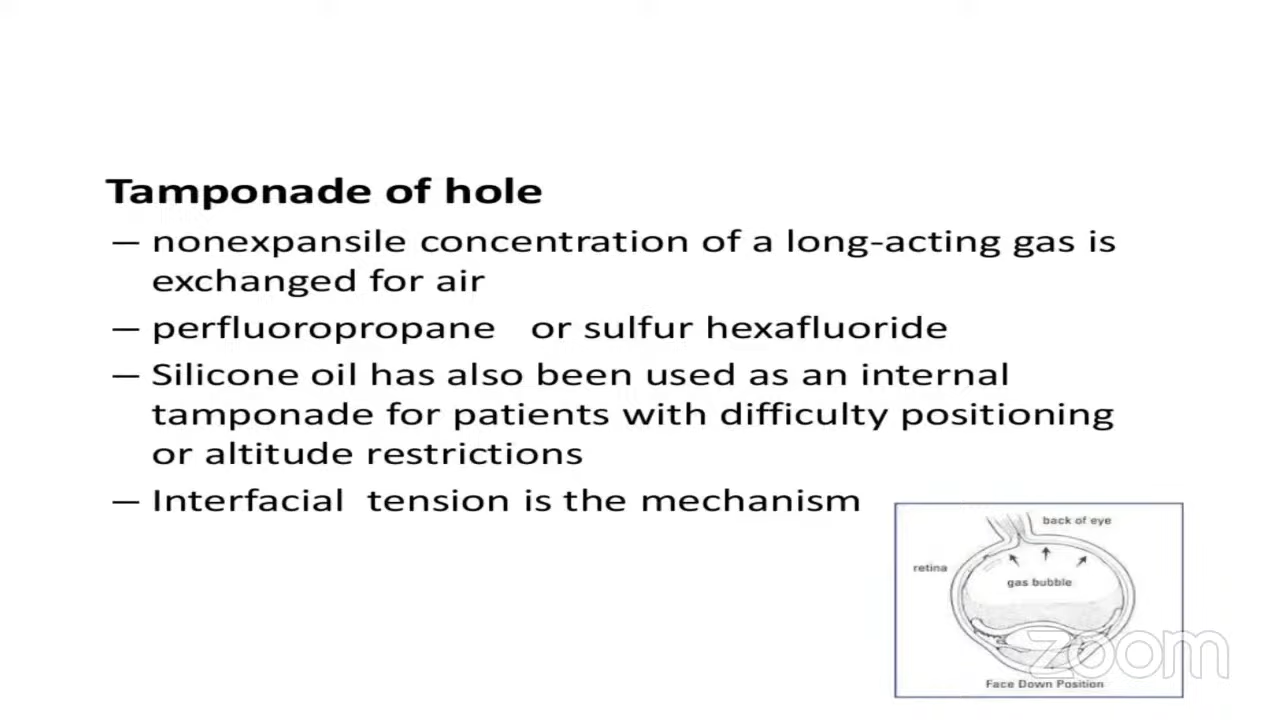 Tamponade of hole
— nonexpansile concentration of a long-acting gas is
exchanged for air
— perfluoropropane or sulfur hexafluoride
— Silicone oil has also been used as an internal
tamponade for patients with difficulty positioning
or altitude restrictions
— Interfacial tension is the mechanism
back of eye
retina
gas bubble
zoom
Face Down Position